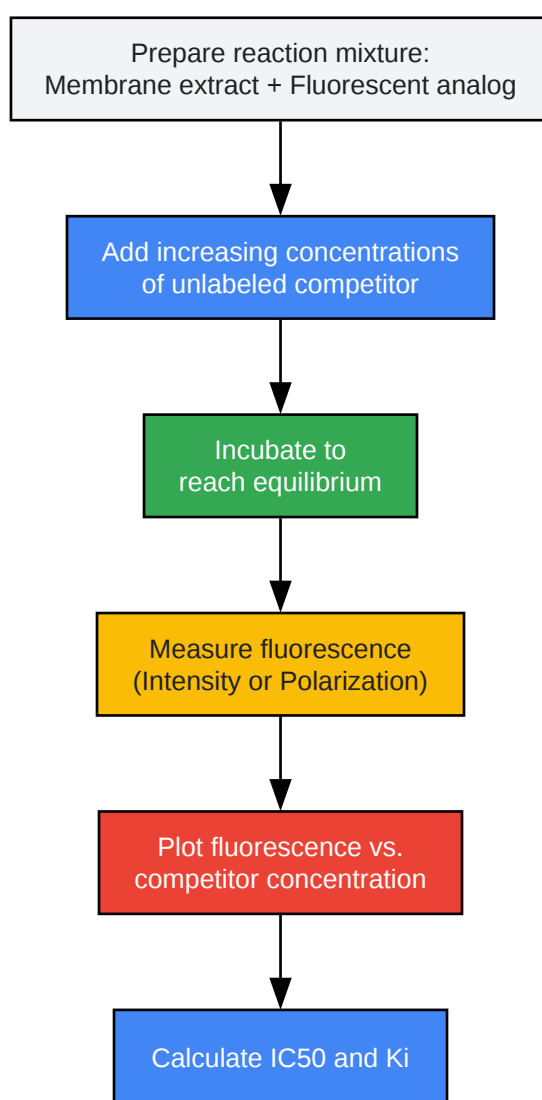 Prepare reaction mixture:
Membrane extract + Fluorescent analog
Add increasing concentrations
of unlabeled competitor
Incubate to
reach equilibrium
Measure fluorescence
(Intensity or Polarization)
Plot fluorescence vs.
competitor concentration
Calculate IC50 and Ki